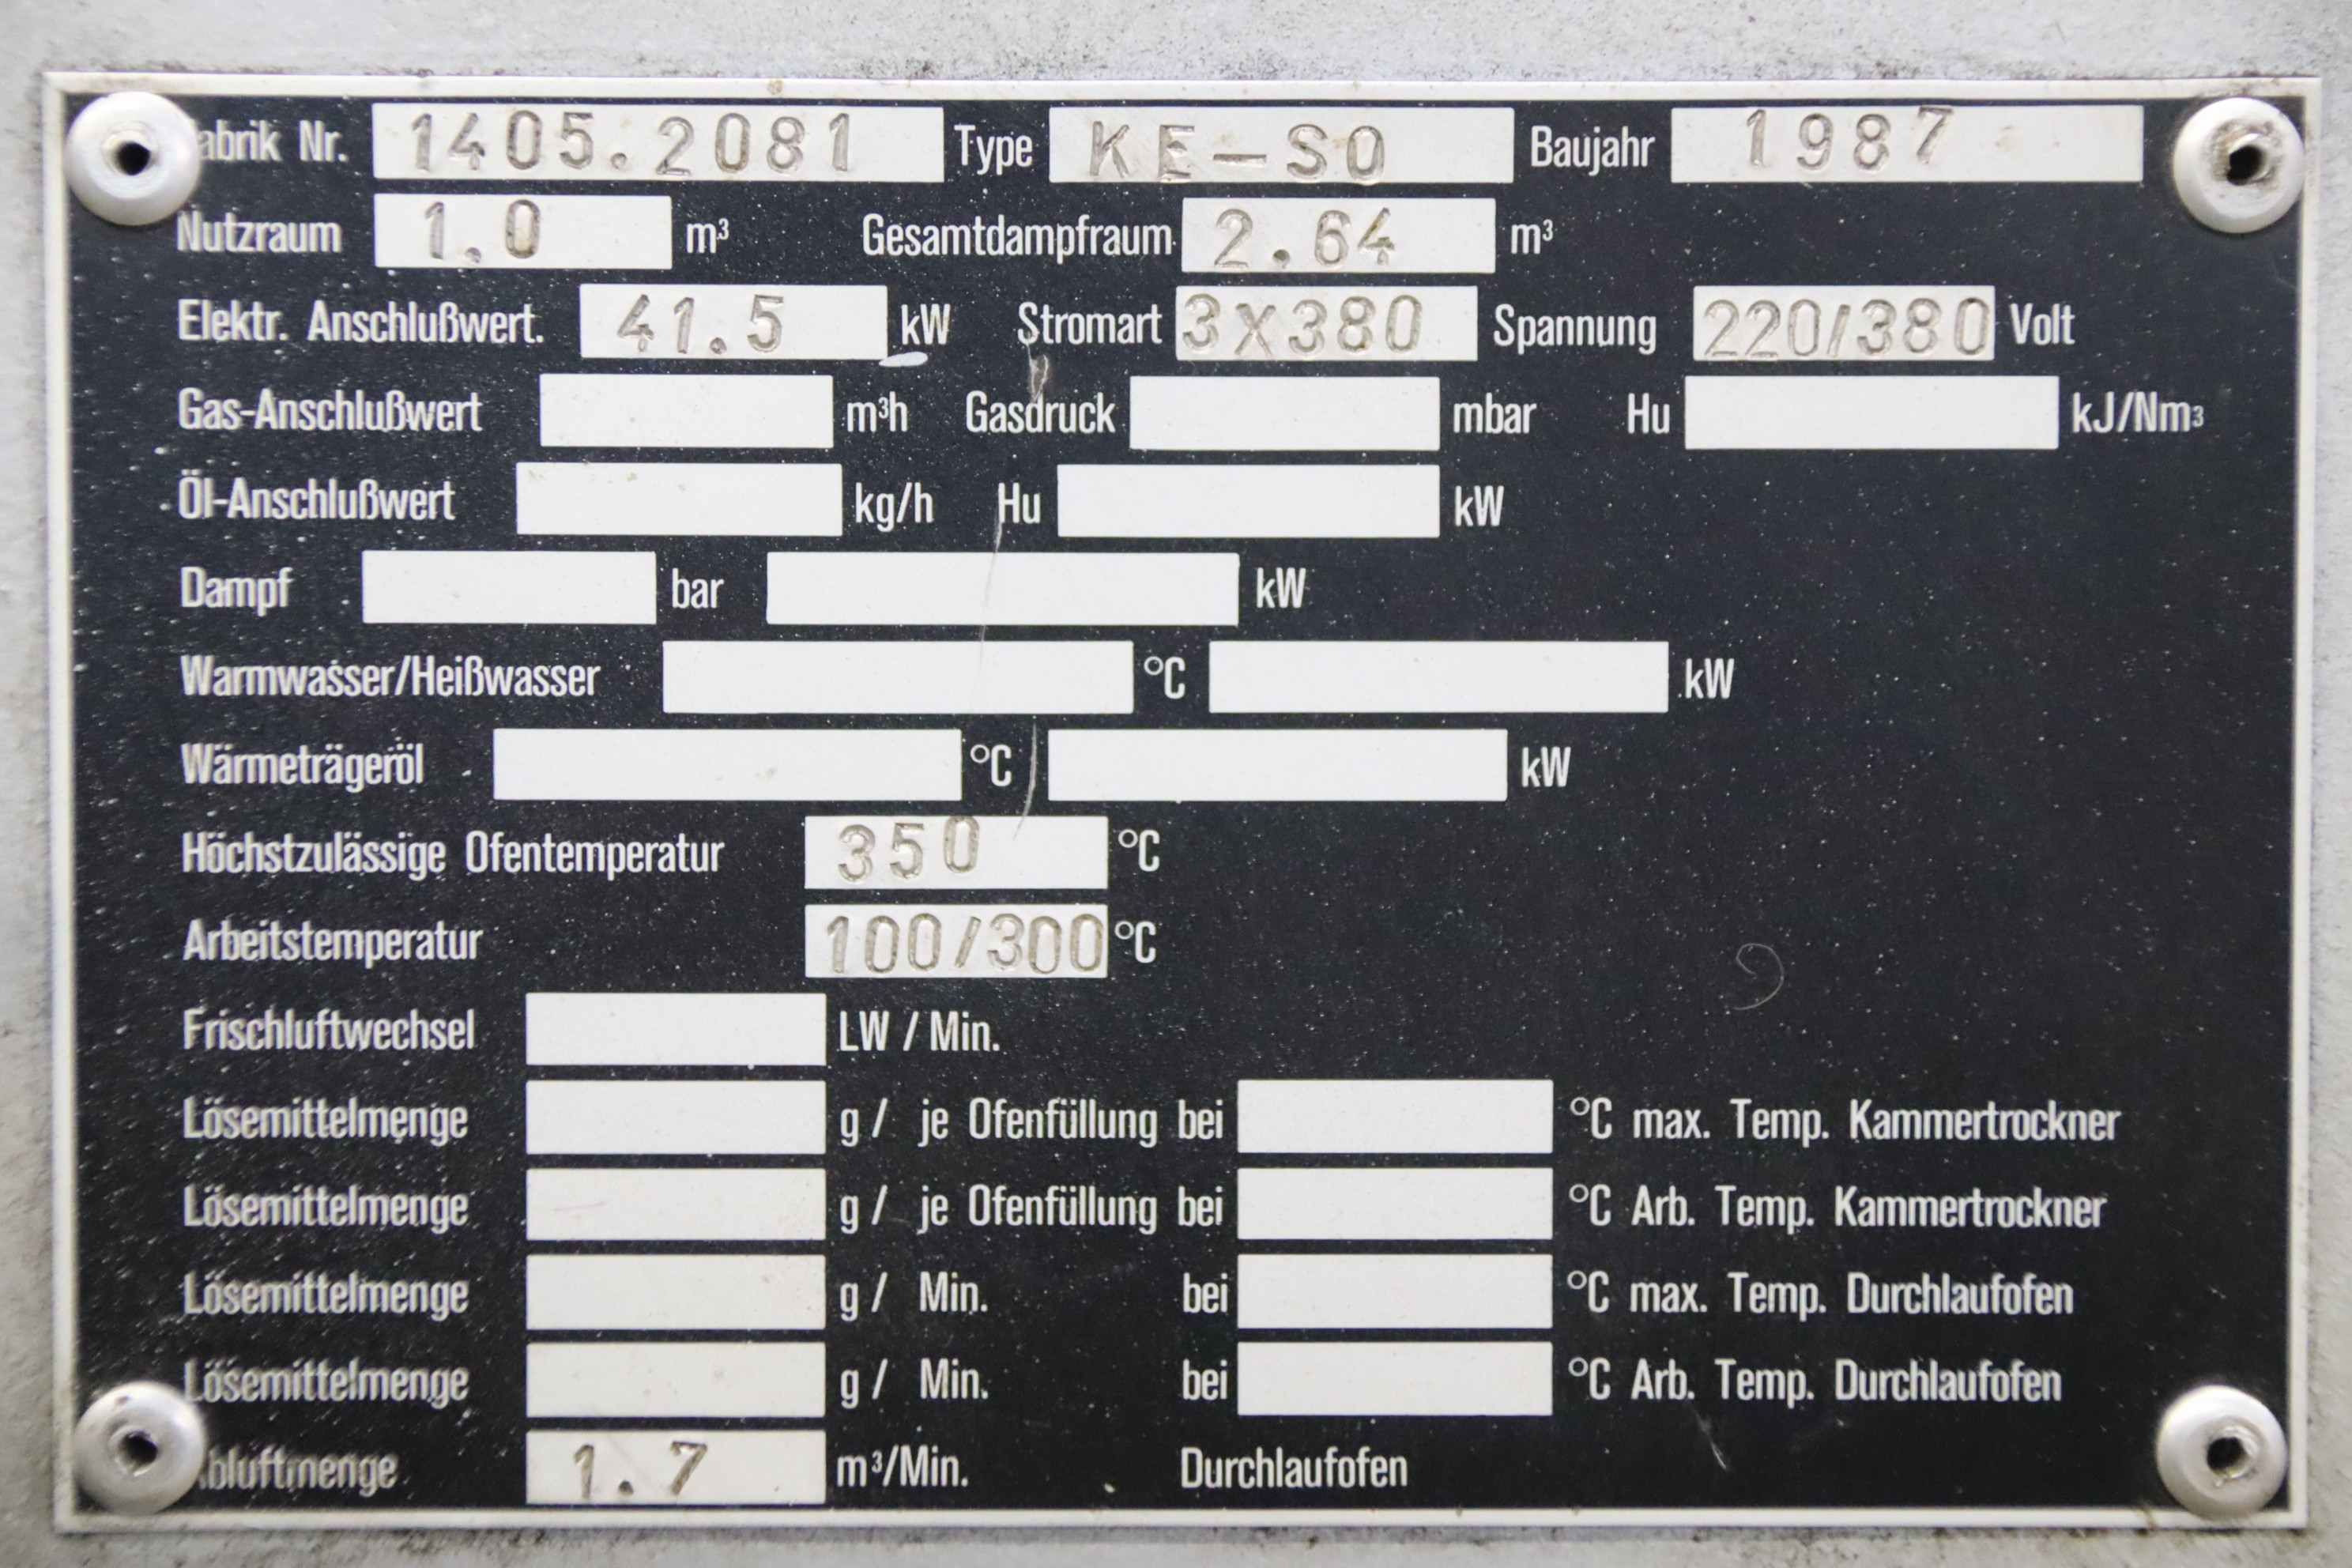 Fabrik Nr. 1405.2081 Type KE-SO Baujahr 1987
Nutzraum 1.0 m³ Gesamtdampfraum 2.64 m³
Elektr. Anschlußwert. 41.5 kW Stromart 3X380 Spannung 220/380 Volt
Gas-Anschlußwert m³h Gasdruck mbar Hu kJ/Nm³
Öl-Anschlußwert kg/h Hu kW
Dampf bar kW
Warmwasser/Heißwasser °C kW
Wärmeträgeröl °C kW
Höchstzulässige Ofentemperatur 350 °C
Arbeitstemperatur 100/300 °C
Frischluftwechsel LW / Min.
Lösemittelmenge g / je Ofenfüllung bei °C max. Temp. Kammertrockner
Lösemittelmenge g / je Ofenfüllung bei °C Arb. Temp. Kammertrockner
Lösemittelmenge g / Min. bei °C max. Temp. Durchlaufofen
Lösemittelmenge g / Min. bei °C Arb. Temp. Durchlaufofen
Abluftmenge 1.7 m³/Min. Durchlaufofen